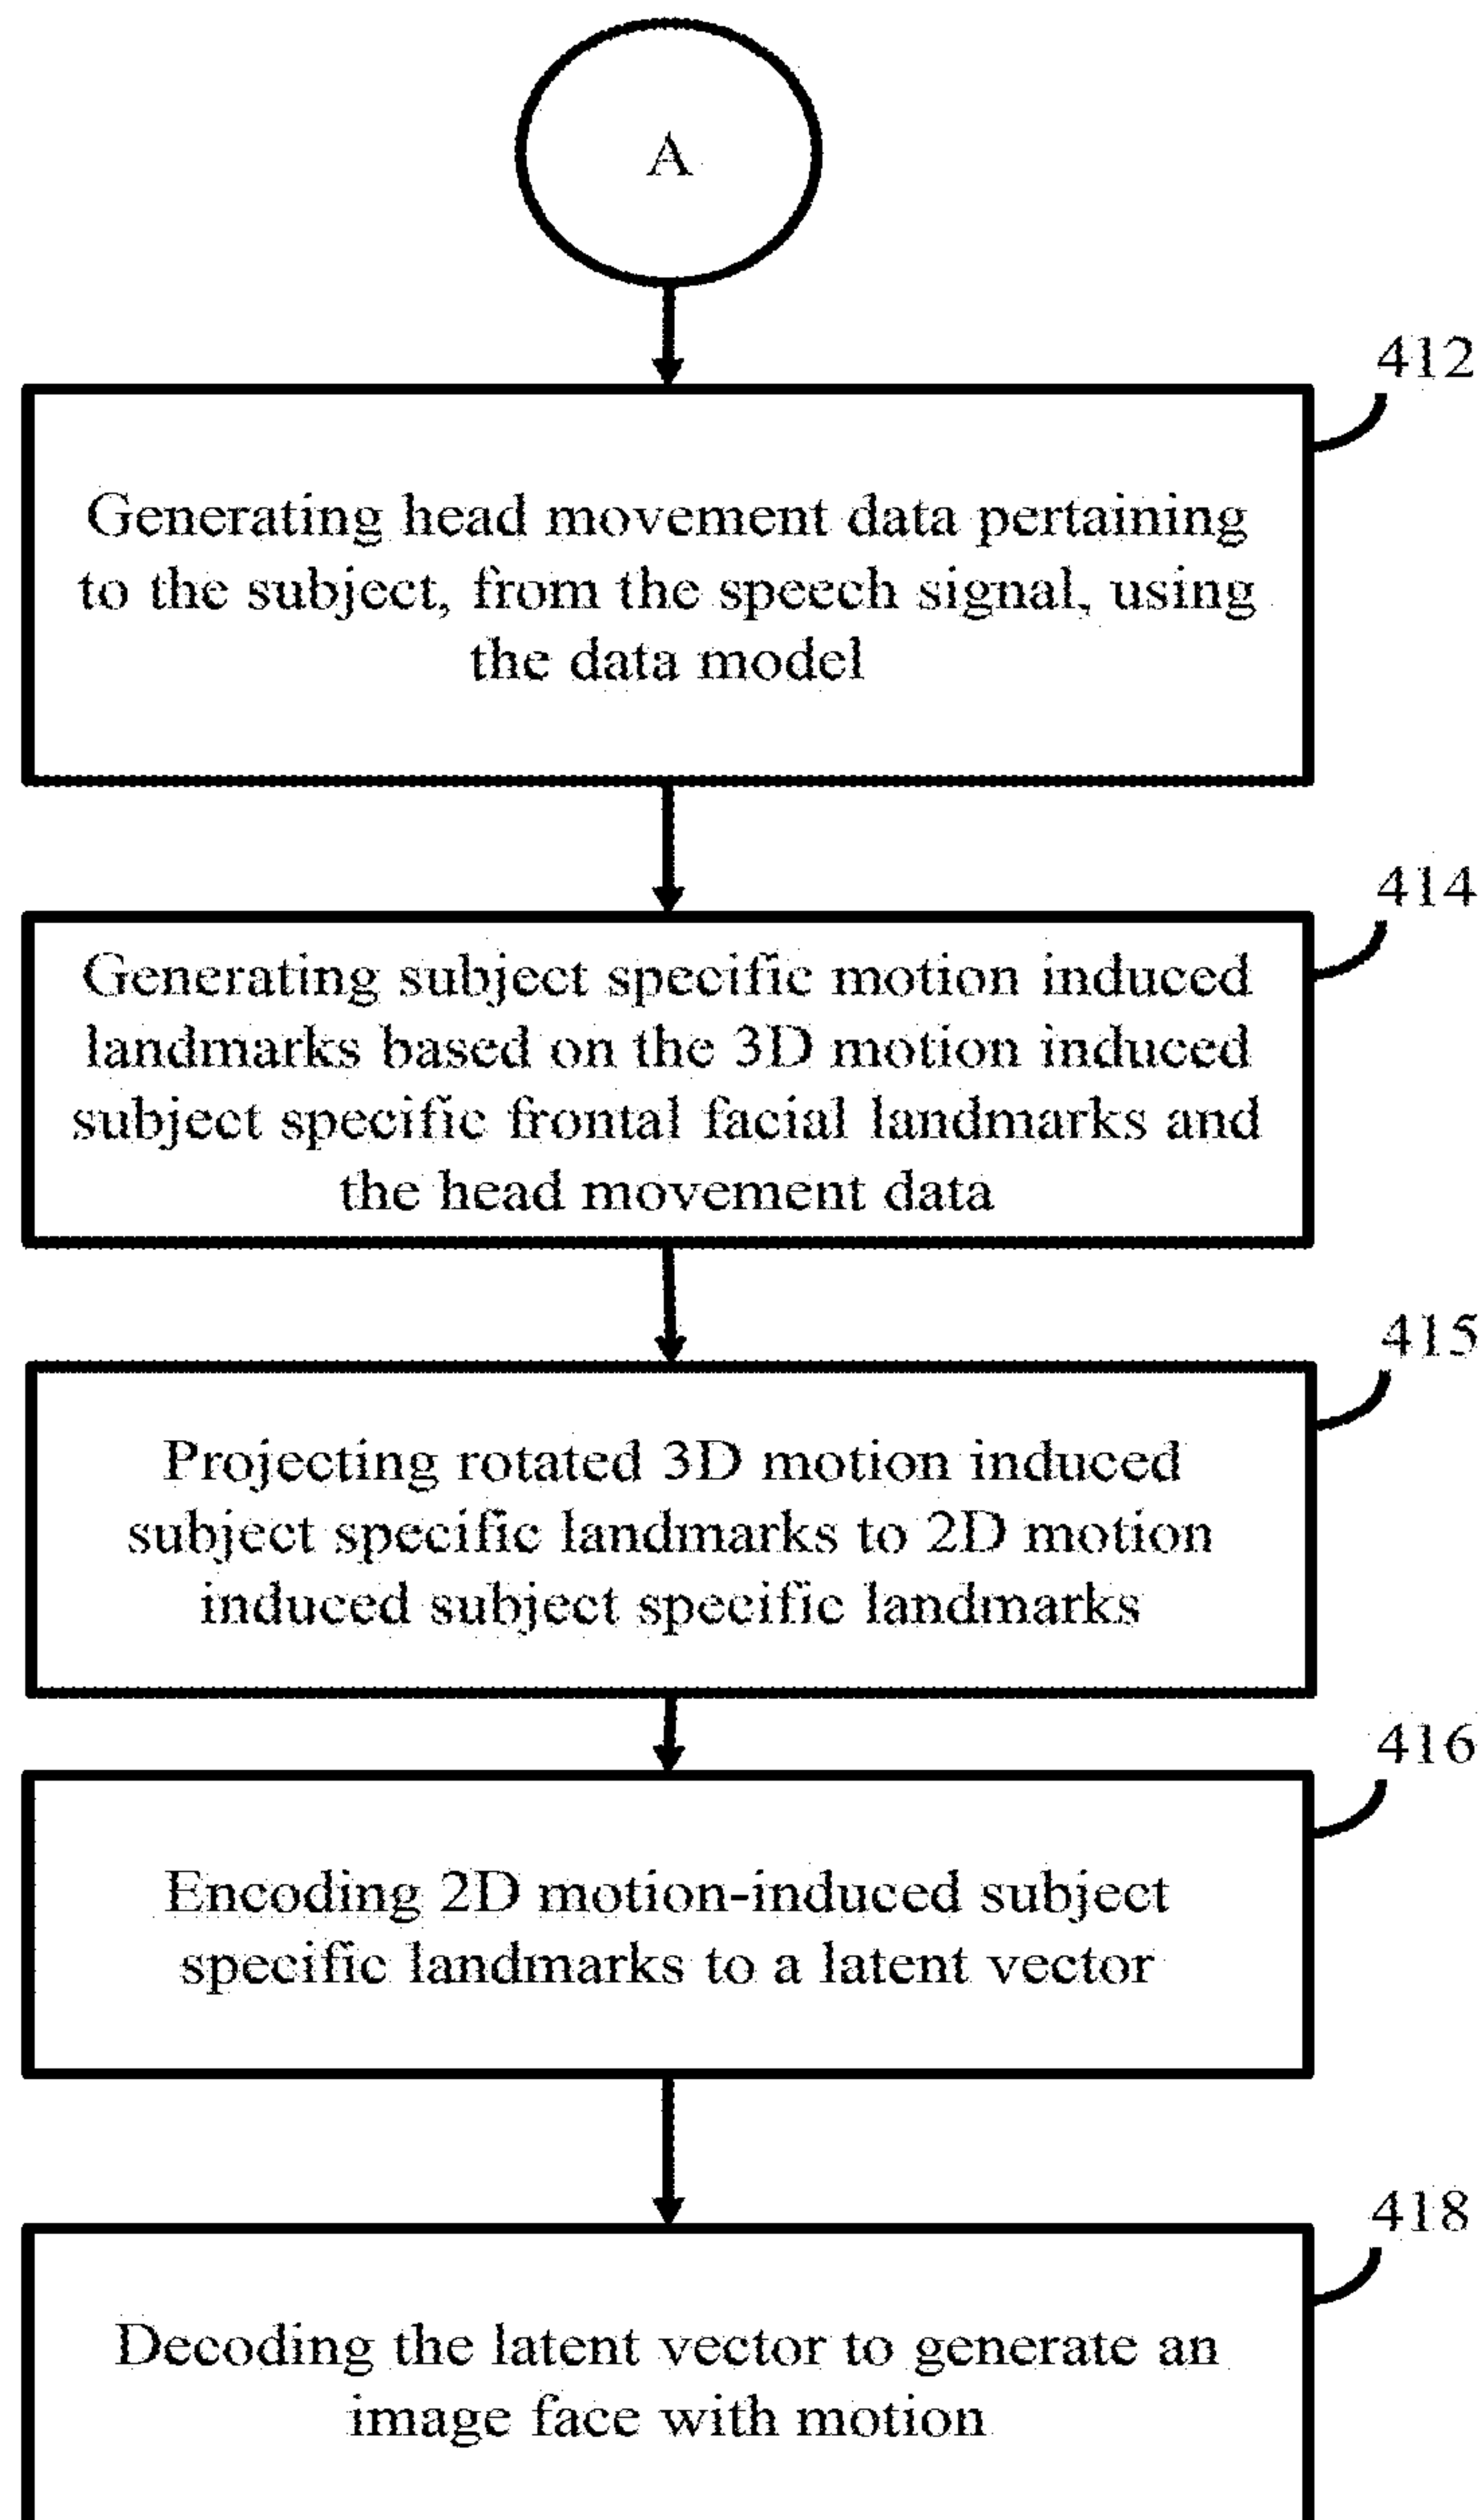 A
412
Generating head movement data pertaining
to the subject, from the speech signal, using
the data model
414
Generating subject specific motion induced
landmarks based on the 3D motion induced
subject specific frontal facial landmarks and
the head movement data
415
Projecting rotated 3D motion induced
subject specific landmarks to 2D motion
induced subject specific landmarks
416
Encoding 2D motion-induced subject
specific landmarks to a latent vector
418
Decoding the latent vector to generate an
image face with motion